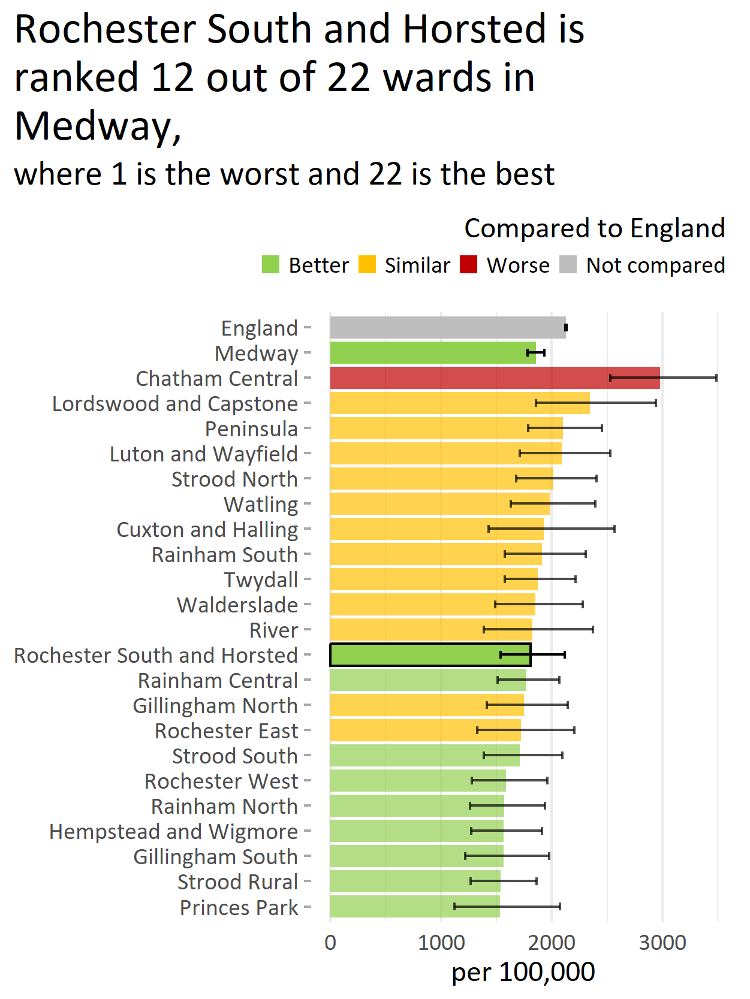 Rochester South and Horsted is
ranked 12 out of 22 wards in
Medway,
where 1 is the worst and 22 is the best
Compared to England
Better Similar Worse Not compared
England
Medway
Chatham Central
Lordswood and Capstone
Peninsula
Luton and Wayfield
Strood North
Watling
Cuxton and Halling
Rainham South
Twydall
Walderslade
River
Rochester South and Horsted
Rainham Central
Gillingham North
Rochester East
Strood South
Rochester West
Rainham North
Hempstead and Wigmore
Gillingham South
Strood Rural
Princes Park
0 1000 2000 3000
per 100,000